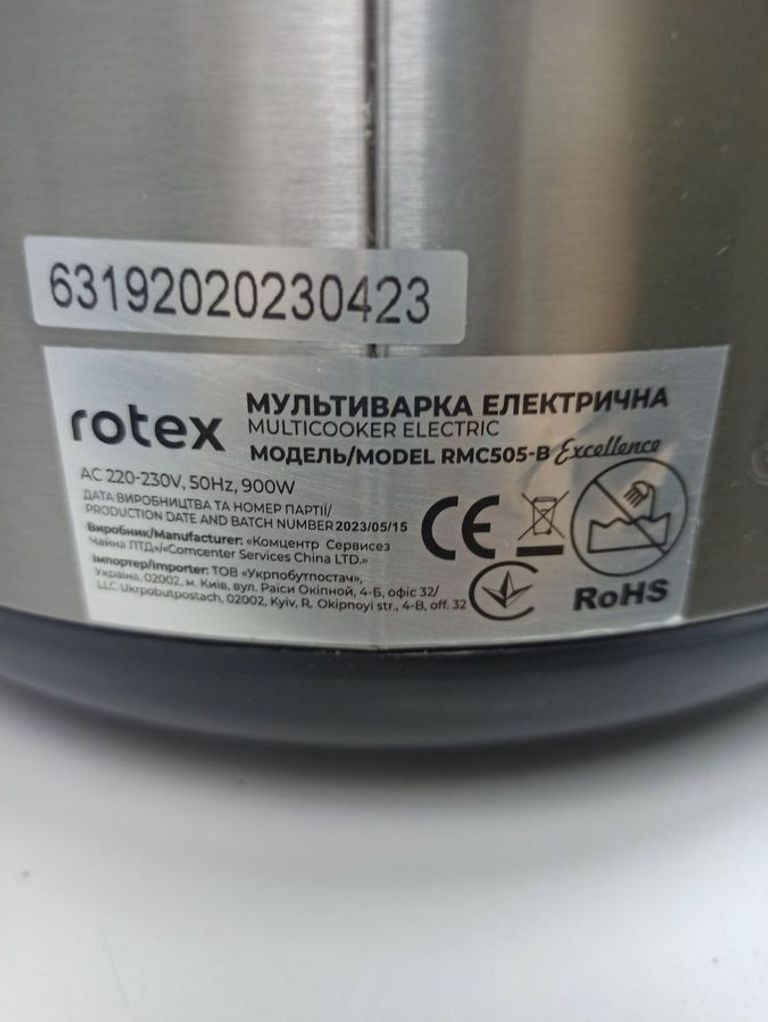 63192020230423
rotex
МУЛЬТИВАРКА ЕЛЕКТРИЧНА
MULTICOOKER ELECTRIC
МОДЕЛЬ/MODEL RMC505-B Excellence
AC 220-230V, 50Hz, 900W
ДАТА ВИРОБНИЦТВА ТА НОМЕР ПАРТІЇ/
PRODUCTION DATE AND BATCH NUMBER 2023/05/15
Виробник/Manufacturer: «Комцентр Сервисез
Чайна ЛТД»/«Comcenter Services China LTD.»
Імпортер/Importer: ТОВ «Укрпобутпостач»,
Україна, 02002, м. Київ, вул. Раїси Окіпной, 4-Б, офіс 32/
LLC Ukrpobutpostach, 02002, Kyiv, R. Okipnoyi str., 4-B, off. 32
CE
RoHS